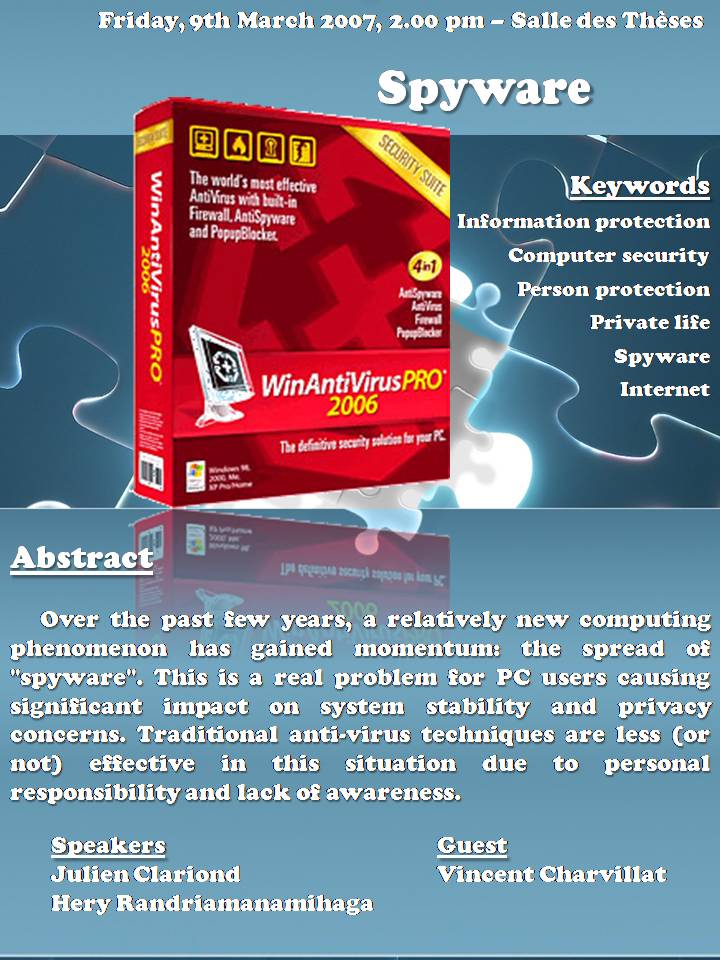 Friday, 9th March 2007, 2.00 pm – Salle des Thèses
Spyware
SECURITY SUITE
The world's most effective
AntiVirus with built-in
Firewall, AntiSpyware
and PopupBlocker.
4in1
AntiSpyware
AntiVirus
Firewall
PopupBlocker
WinAntiVirusPRO
2006
WinAntiVirusPRO
2006
The definitive security solution for your PC.
Windows
2000, Me,
XP Pro/Home
Keywords
Information protection
Computer security
Person protection
Private life
Spyware
Internet
Abstract
Over the past few years, a relatively new computing
phenomenon has gained momentum: the spread of
"spyware". This is a real problem for PC users causing
significant impact on system stability and privacy
concerns. Traditional anti-virus techniques are less (or
not) effective in this situation due to personal
responsibility and lack of awareness.
Speakers
Julien Clariond
Hery Randriamanamihaga
Guest
Vincent Charvillat